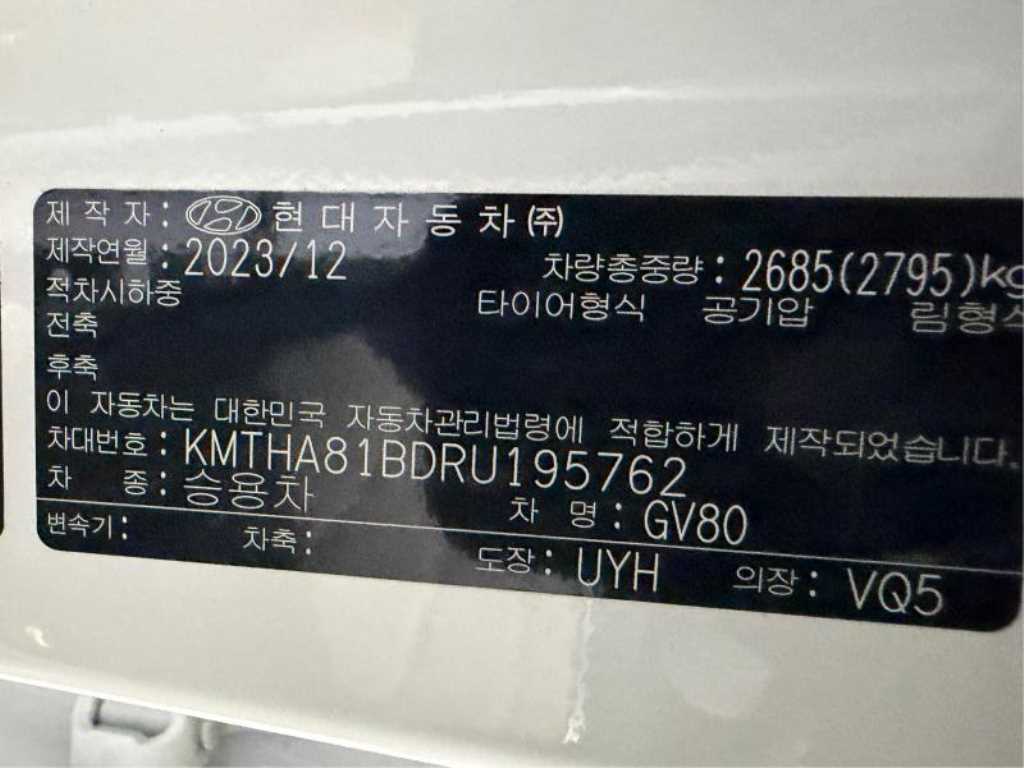 제 작 자 : 현 대 자 동 차 (주)
제작연월 : 2023/12 차량총중량 : 2685(2795)kg
적차시하중 타이어형식 공기압 림형식
전축
후축
이 자동차는 대한민국 자동차관리법령에 적합하게 제작되었습니다.
차대번호 : KMTHA81BDRU195762
차 종 : 승용차 차 명 : GV80
변속기 : 차축 : 도장 : UYH 의장 : VQ5